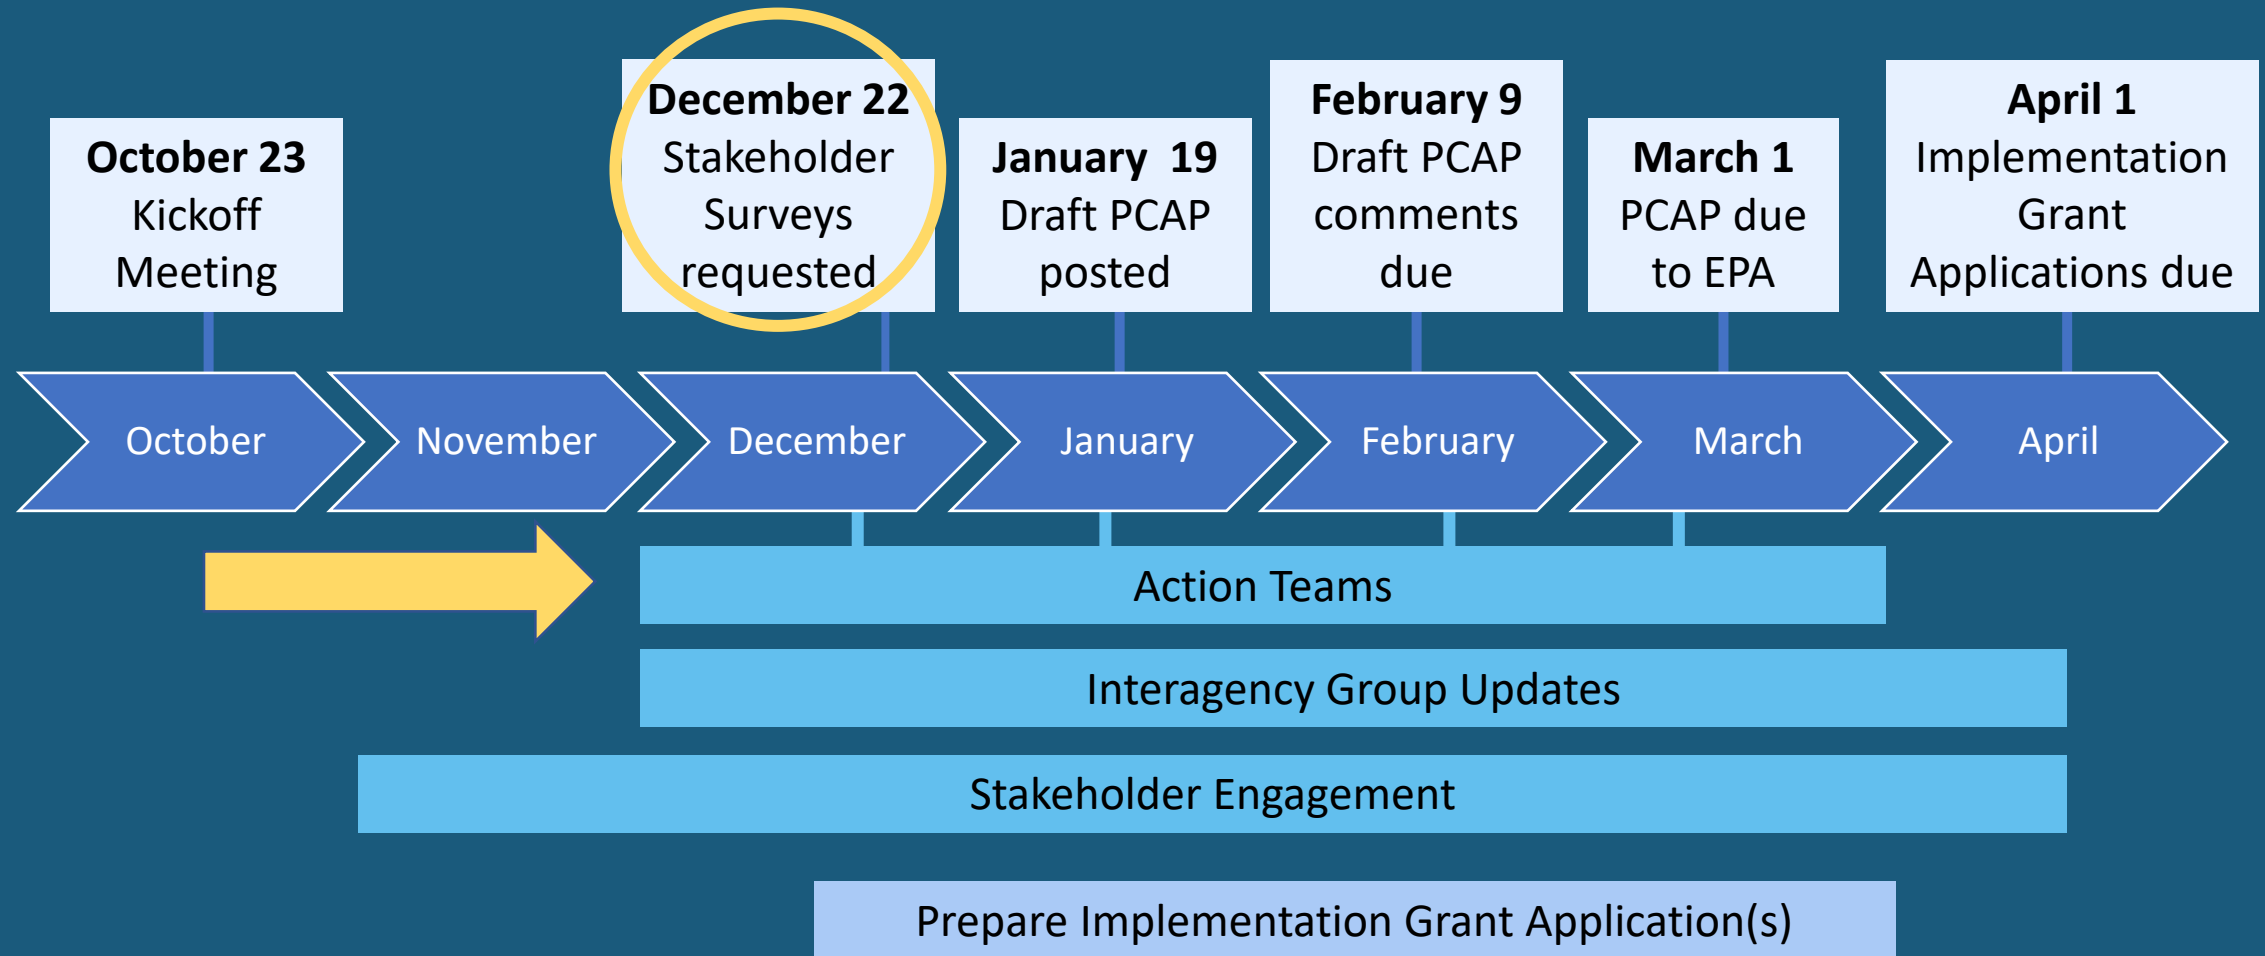 October 23
Kickoff
Meeting
December 22
Stakeholder
Surveys
requested
January 19
Draft PCAP
posted
February 9
Draft PCAP
comments
due
March 1
PCAP due
to EPA
April 1
Implementation
Grant
Applications due
October
November
December
January
February
March
April
Action Teams
Interagency Group Updates
Stakeholder Engagement
Prepare Implementation Grant Application(s)